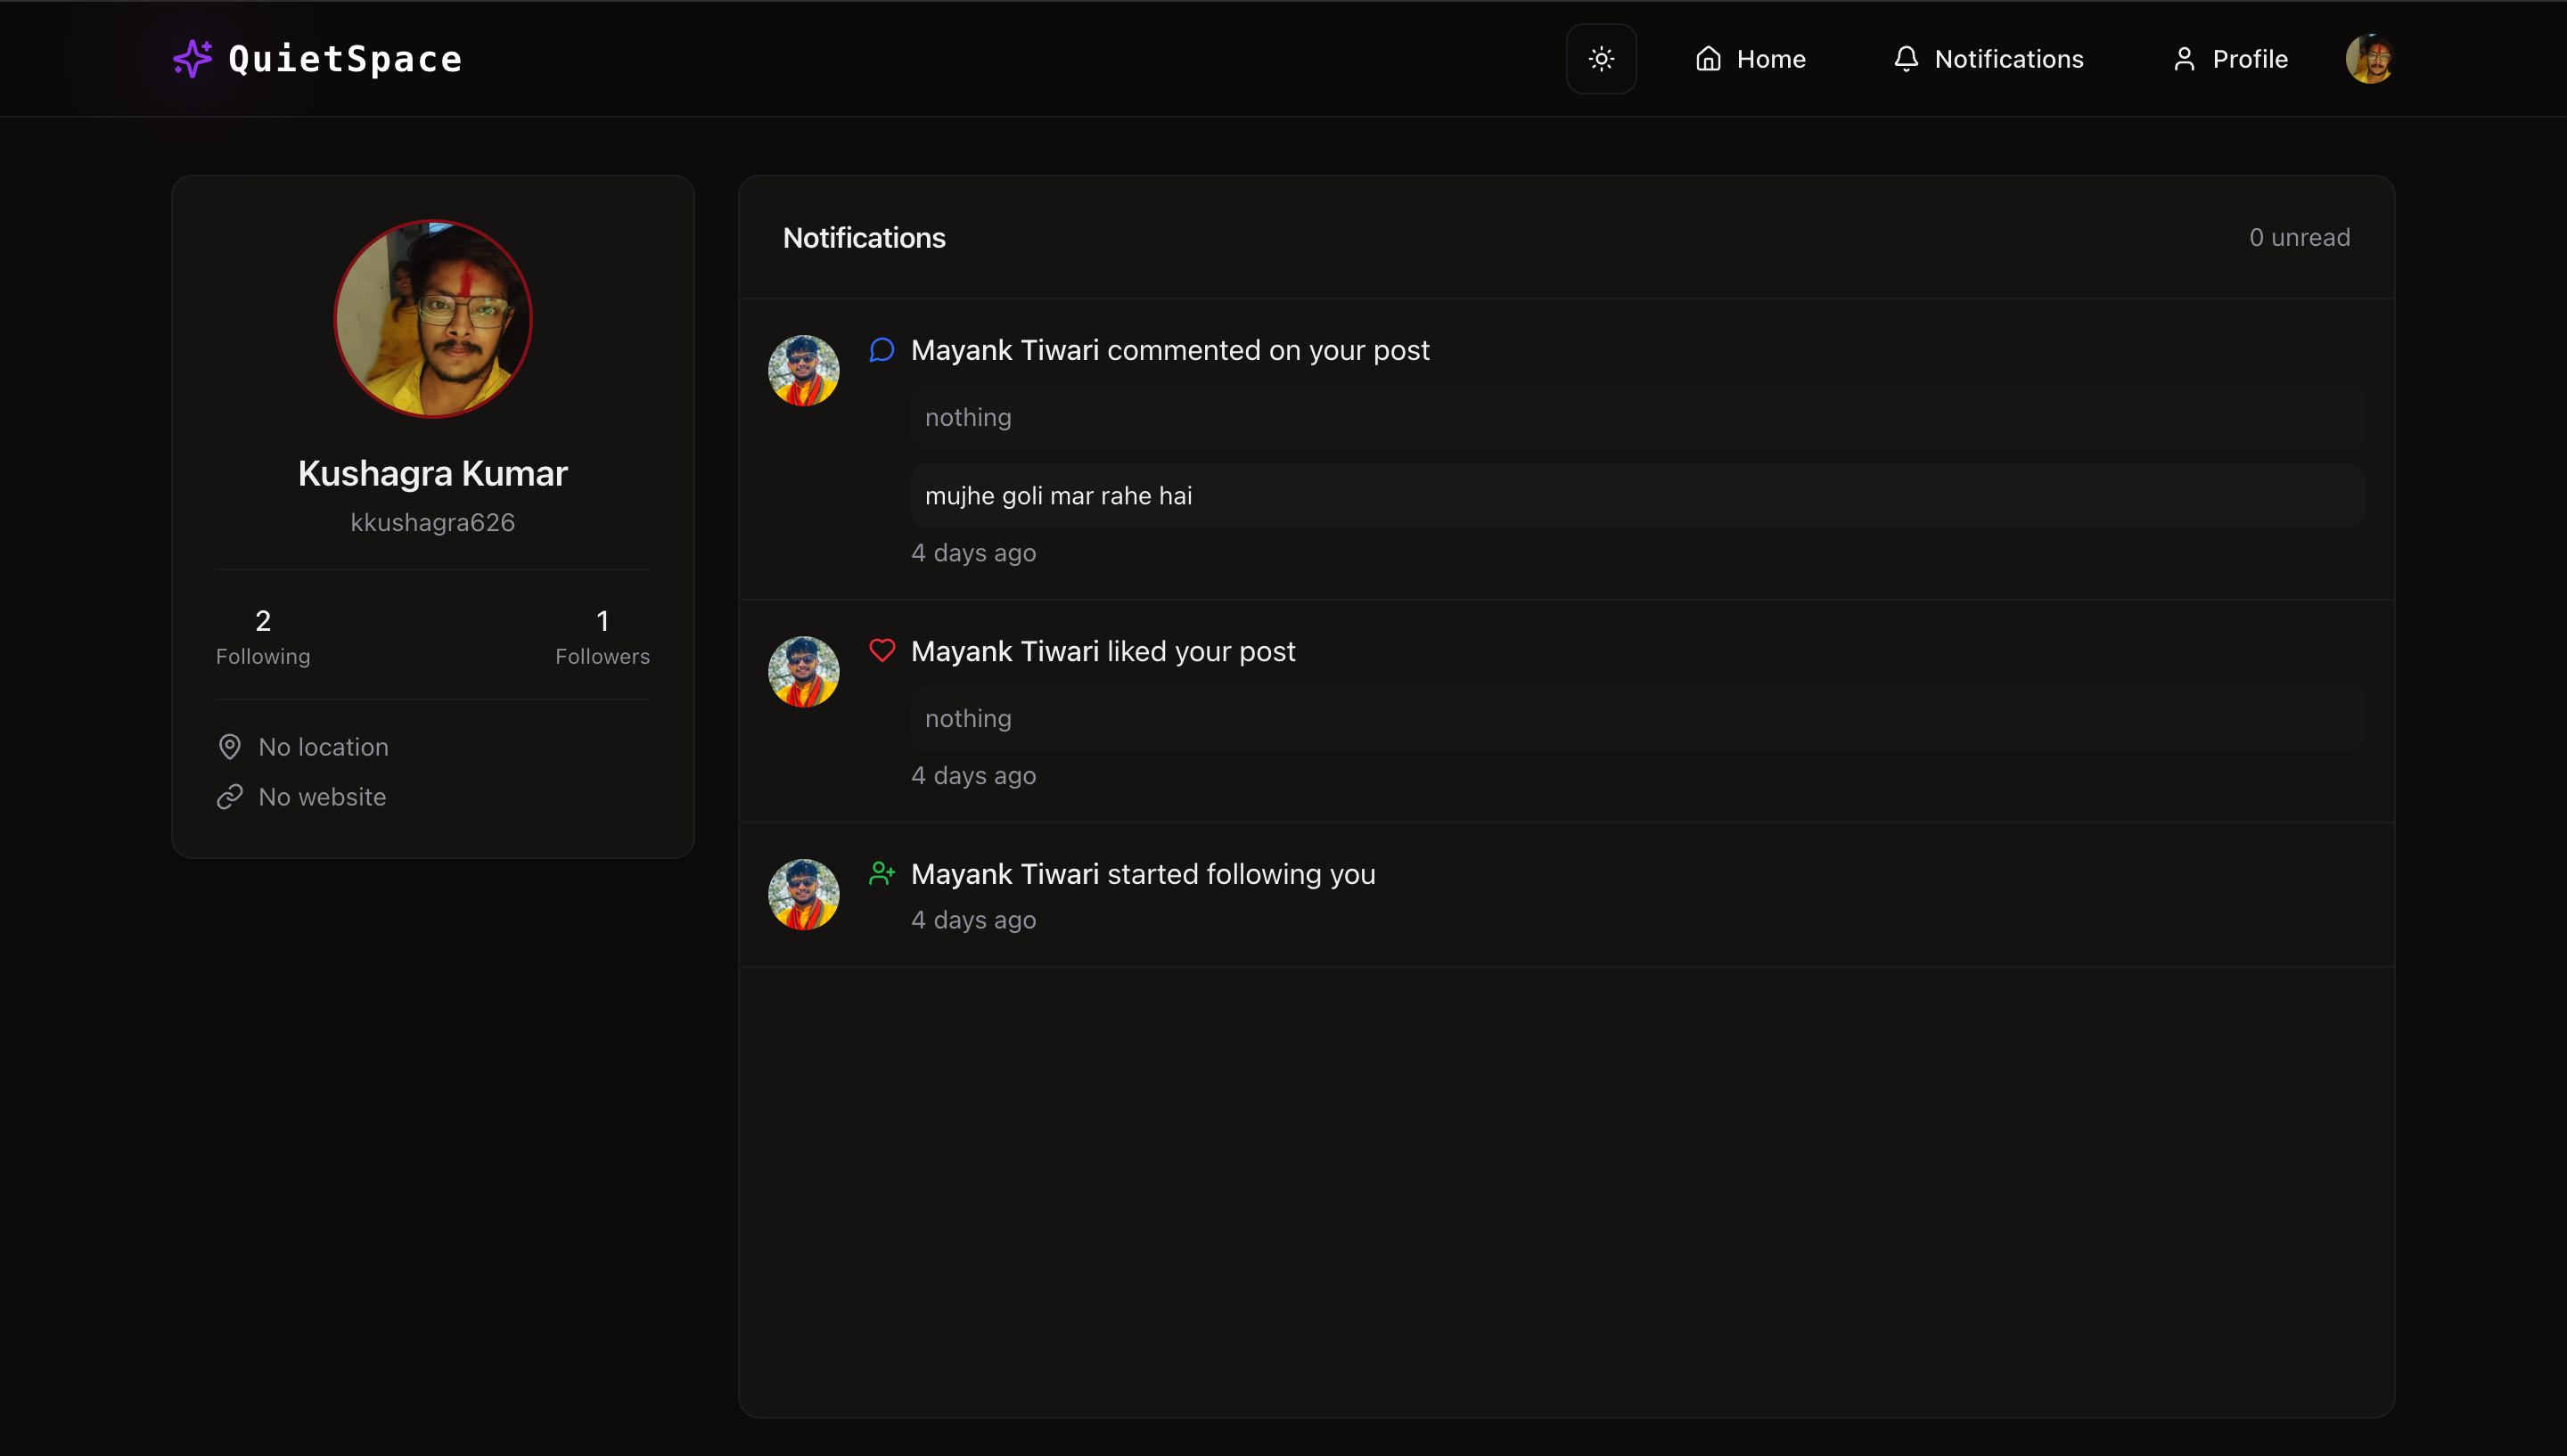 QuietSpace
Home
Notifications
Profile
Kushagra Kumar
kkushagra626
2
Following
1
Followers
No location
No website
Notifications
0 unread
Mayank Tiwari commented on your post
nothing
mujhe goli mar rahe hai
4 days ago
Mayank Tiwari liked your post
nothing
4 days ago
Mayank Tiwari started following you
4 days ago